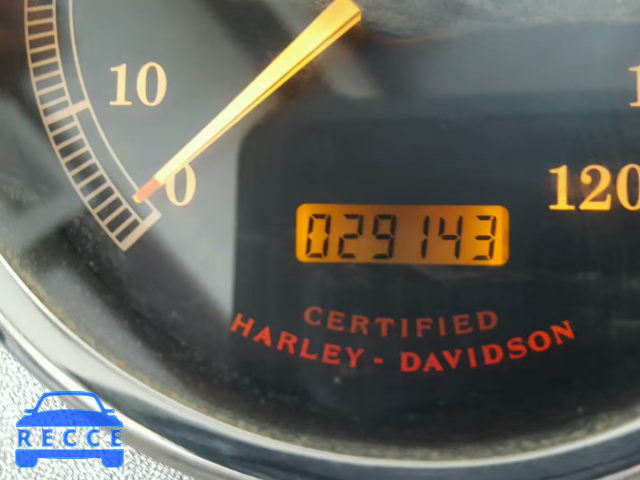 10
0
120
029143
CERTIFIED
HARLEY - DAVIDSON
RECCE